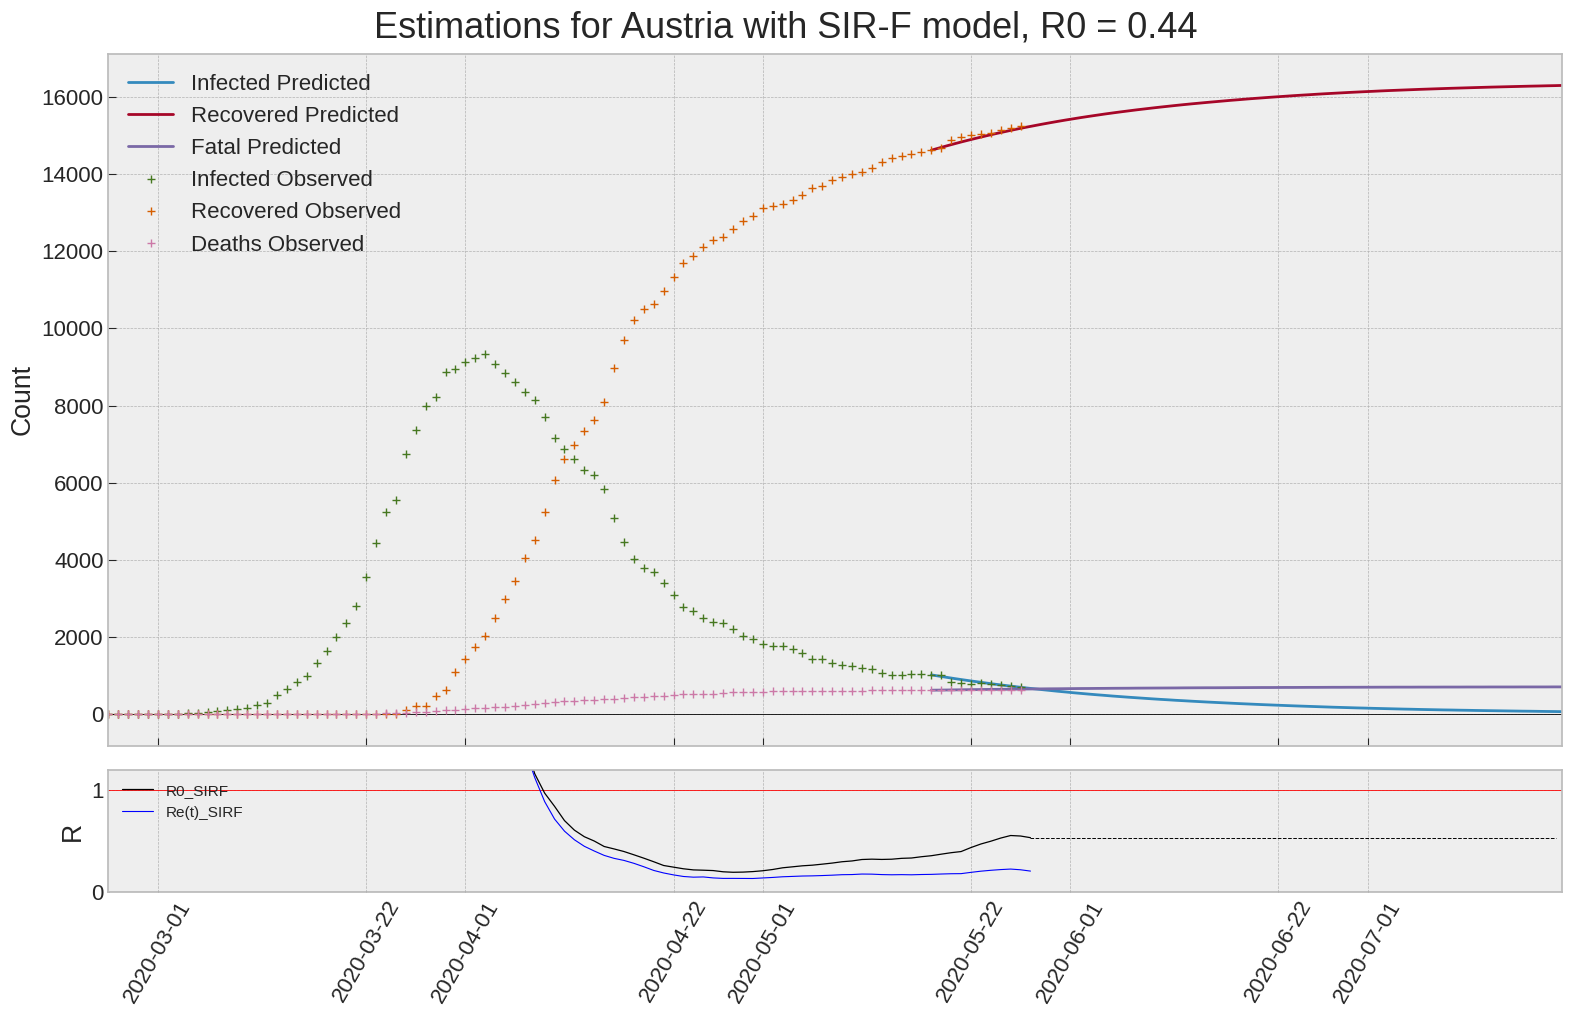 Estimations for Austria with SIR-F model, R0 = 0.44
Infected Predicted
Recovered Predicted
Fatal Predicted
Infected Observed
Recovered Observed
Deaths Observed
16000
14000
12000
10000
8000
6000
4000
2000
0
Count
R0_SIRF
Re(t)_SIRF
1
0
R
2020-03-01
2020-03-22
2020-04-01
2020-04-22
2020-05-01
2020-05-22
2020-06-01
2020-06-22
2020-07-01